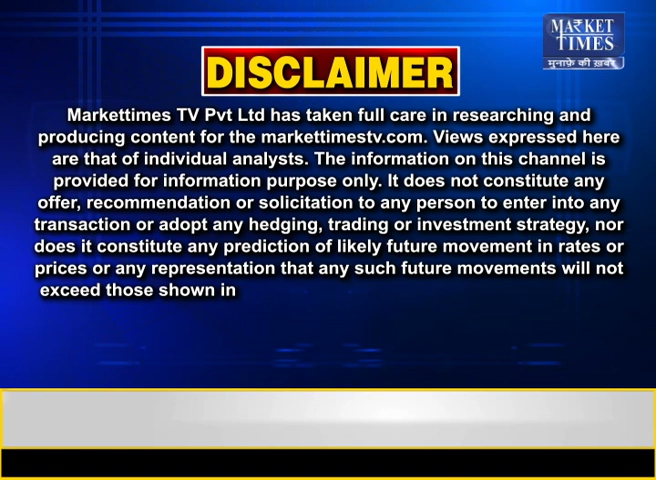 MARKET
TIMES
मुनाफ़े की ख़बर
DISCLAIMER
Markettimes TV Pvt Ltd has taken full care in researching and
producing content for the markettimestv.com. Views expressed here
are that of individual analysts. The information on this channel is
provided for information purpose only. It does not constitute any
offer, recommendation or solicitation to any person to enter into any
transaction or adopt any hedging, trading or investment strategy, nor
does it constitute any prediction of likely future movement in rates or
prices or any representation that any such future movements will not
exceed those shown in